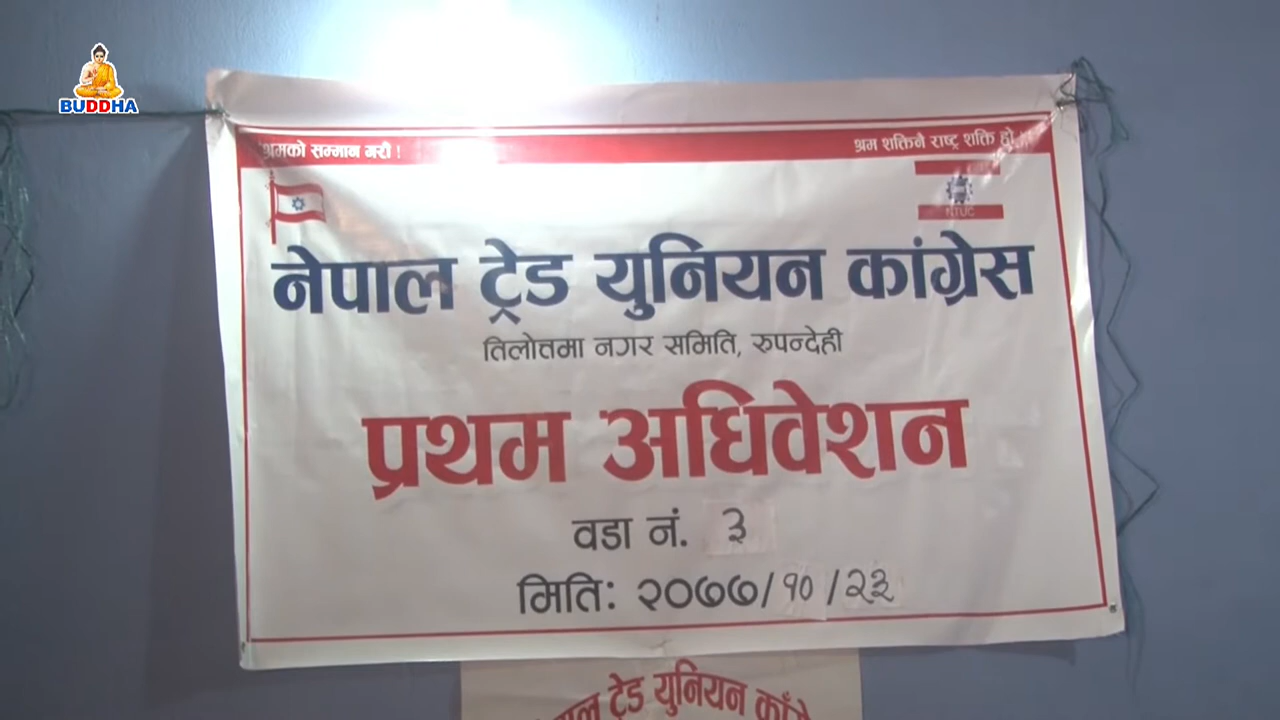 BUDDHA
श्रमको सम्मान गरौं !
श्रम शक्तिनै राष्ट्र शक्ति हो !
NTUC
नेपाल ट्रेड युनियन कांग्रेस
तिलोत्तमा नगर समिति, रुपन्देही
प्रथम अधिवेशन
वडा नं. ३
मिति: २०७७/१०/२३
ट्रेड युनियन